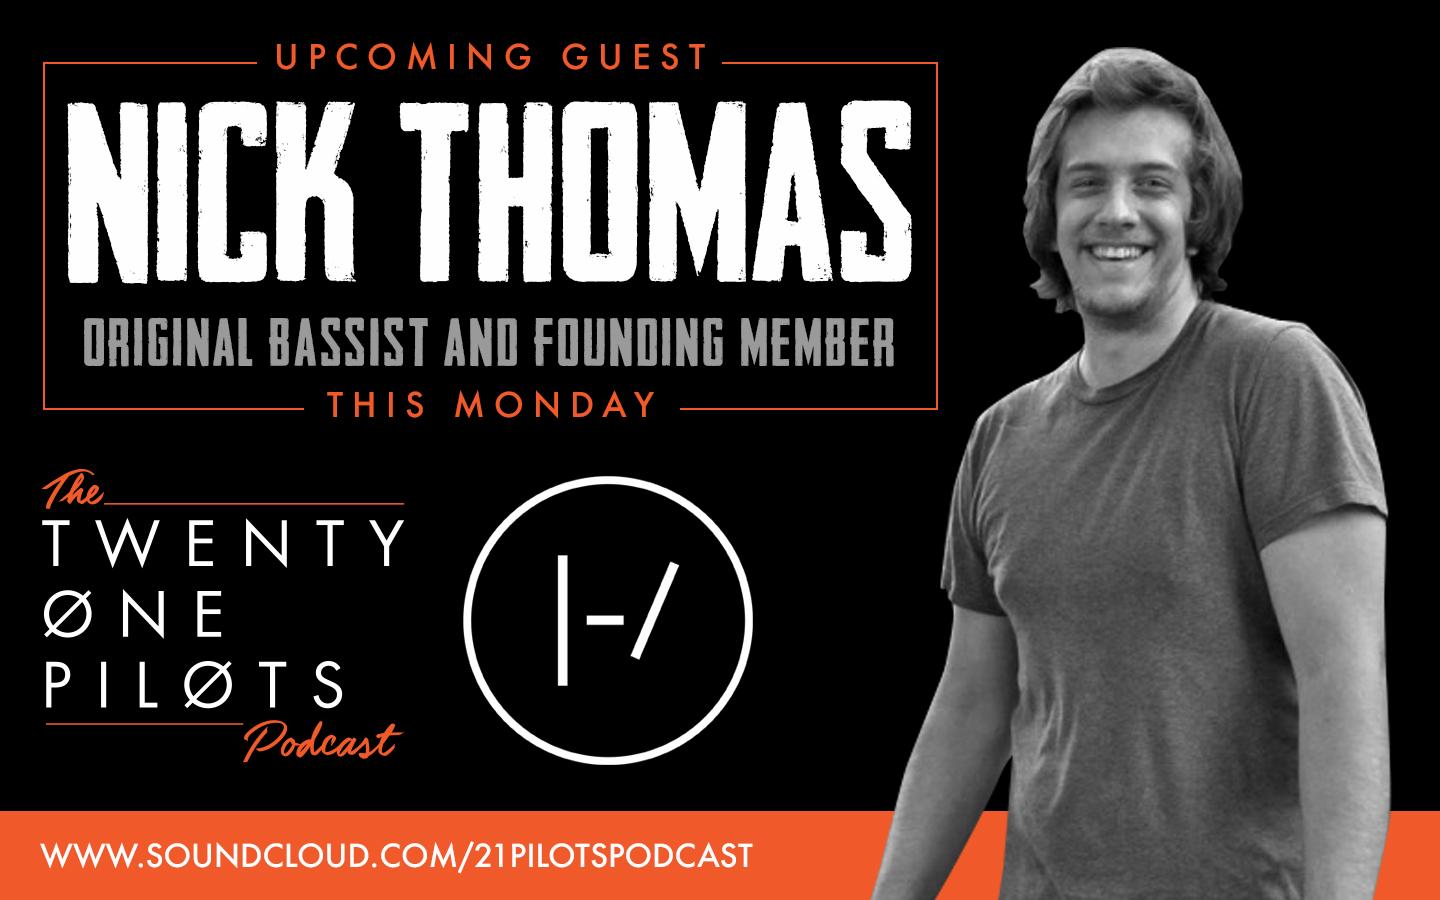 UPCOMING GUEST
NICK THOMAS
ORIGINAL BASSIST AND FOUNDING MEMBER
THIS MONDAY
The
TWENTY
ØNE
PILØTS
Podcast
|-/
WWW.SOUNDCLOUD.COM/21PILOTSPODCAST